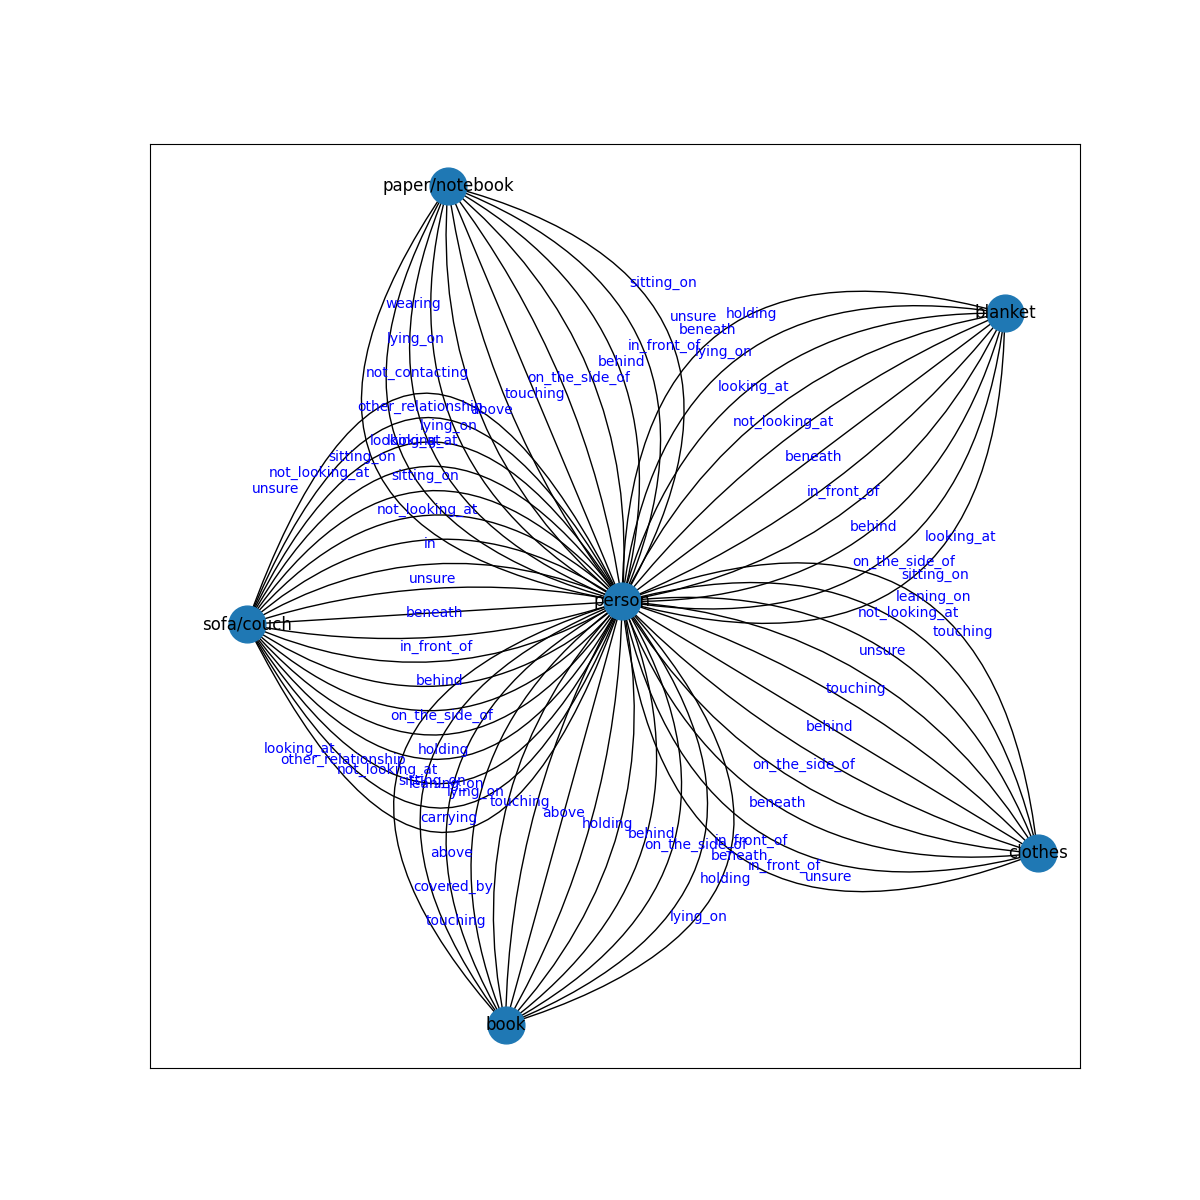 paper/notebook
sitting_on
wearing
unsure
holding
blanket
beneath
lying_on
in_front_of
lying_on
behind
not_contacting
on_the_side_of
looking_at
touching
other_relationship
above
lying_on
not_looking_at
looking_at
holding
sitting_on
beneath
not_looking_at
sitting_on
unsure
in_front_of
not_looking_at
behind
looking_at
in
on_the_side_of
sitting_on
unsure
leaning_on
person
beneath
not_looking_at
sofa/couch
touching
in_front_of
unsure
behind
touching
on_the_side_of
behind
looking_at
holding
other_relationship
on_the_side_of
not_looking_at
sitting_on
leaning_on
lying_on
touching
beneath
above
carrying
holding
behind
on_the_side_of
in_front_of
above
beneath
clothes
in_front_of
covered_by
holding
unsure
touching
lying_on
book